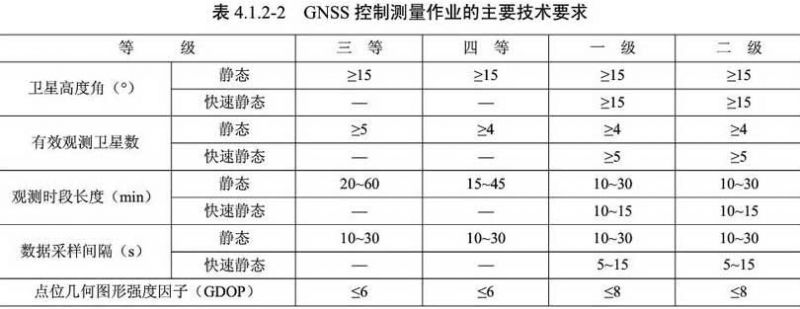 表 4.1.2-2 GNSS 控制测量作业的主要技术要求
等 级 三 等 四 等 一 级 二 级
卫星高度角（°） 静态 ≥15 ≥15 ≥15 ≥15
快速静态 — — ≥15 ≥15
有效观测卫星数 静态 ≥5 ≥4 ≥4 ≥4
快速静态 — — ≥5 ≥5
观测时段长度（min） 静态 20~60 15~45 10~30 10~30
快速静态 — — 10~15 10~15
数据采样间隔（s） 静态 10~30 10~30 10~30 10~30
快速静态 — — 5~15 5~15
点位几何图形强度因子（GDOP） ≤6 ≤6 ≤8 ≤8